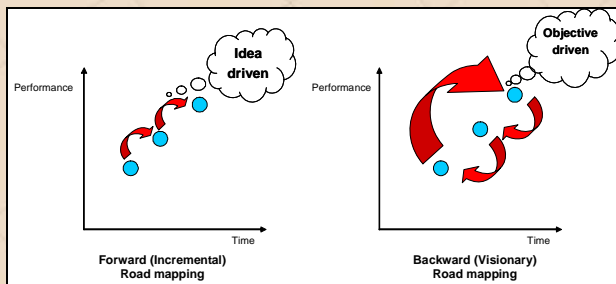 Idea
driven
Performance
Time
Forward (Incremental)
Road mapping
Objective
driven
Performance
Time
Backward (Visionary)
Road mapping